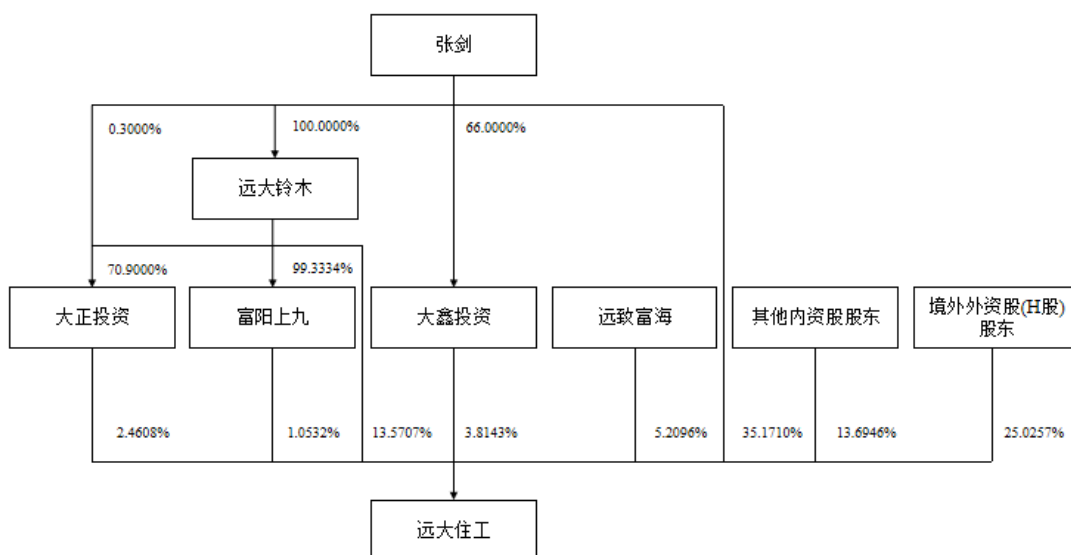 张剑
0.3000%
100.0000%
66.0000%
远大铃木
70.9000%
99.3334%
大正投资
富阳上九
大鑫投资
远致富海
其他内资股股东
境外外资股(H股)
股东
2.4608%
1.0532%
13.5707%
3.8143%
5.2096%
35.1710%
13.6946%
25.0257%
远大住工